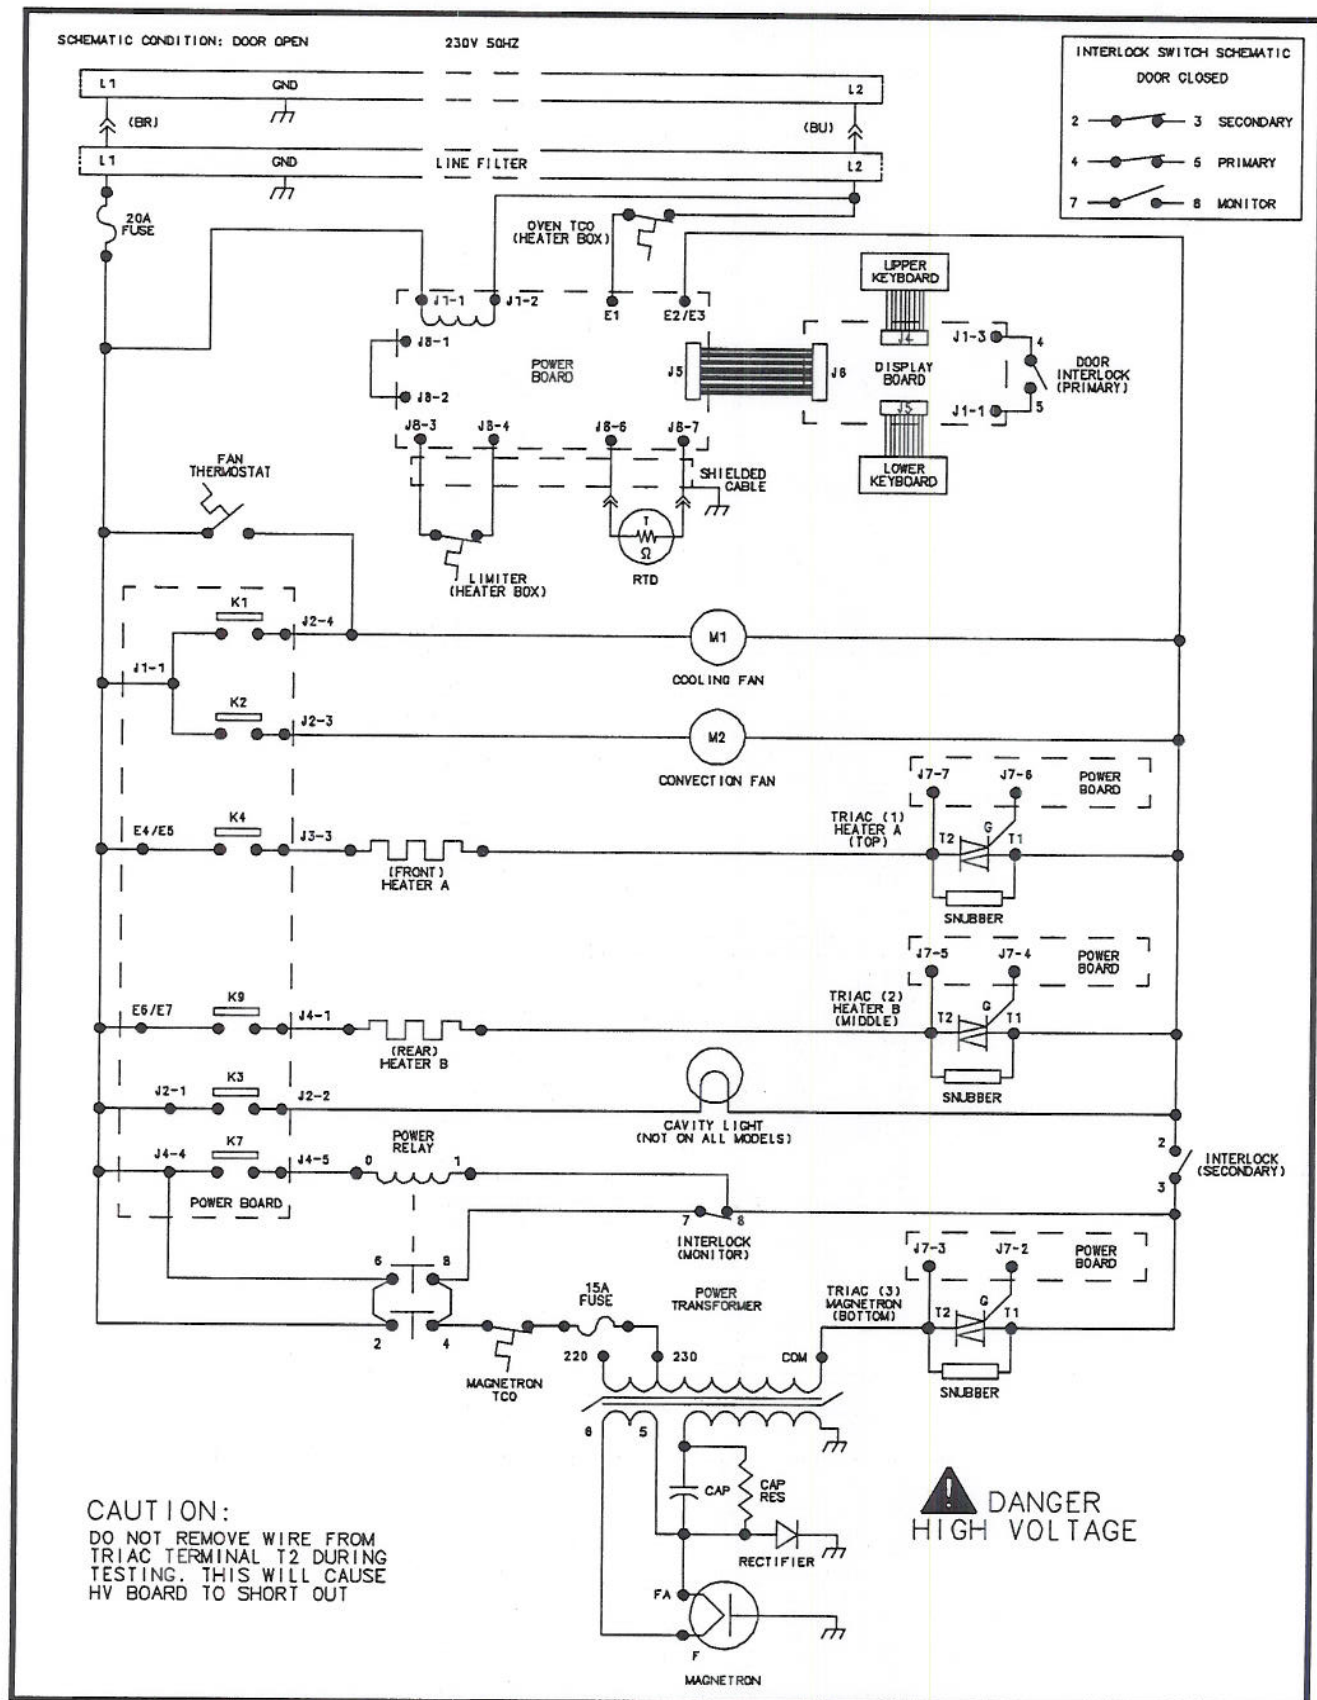 SCHEMATIC CONDITION: DOOR OPEN
230V 50HZ
INTERLOCK SWITCH SCHEMATIC
DOOR CLOSED
2 3 SECONDARY
4 5 PRIMARY
7 8 MONITOR
L1 GND L2
(BR) (BU)
L1 GND LINE FILTER L2
20A
FUSE
OVEN TCO
(HEATER BOX)
UPPER
KEYBOARD
J1-1 J1-2 E1 E2/E3
J8-1
J8-2
POWER
BOARD
J5 J6
J4
DISPLAY
BOARD
J5
J1-3
J1-1
4
5
DOOR
INTERLOCK
(PRIMARY)
LOWER
KEYBOARD
J8-3 J8-4 J8-6 J8-7
SHIELDED
CABLE
FAN
THERMOSTAT
LIMITER
(HEATER BOX)
T
Ω
RTD
K1
J2-4
M1
COOLING FAN
J1-1
K2
J2-3
M2
CONVECTION FAN
J7-7 J7-6
POWER
BOARD
E4/E5
K4
J3-3
(FRONT)
HEATER A
TRIAC (1)
HEATER A
(TOP)
T2 G T1
SNUBBER
J7-5 J7-4
POWER
BOARD
E6/E7
K9
J4-1
(REAR)
HEATER B
TRIAC (2)
HEATER B
(MIDDLE)
T2 G T1
SNUBBER
J2-1
K3
J2-2
CAVITY LIGHT
(NOT ON ALL MODELS)
J4-4
K7
J4-5
POWER
RELAY
0 1
POWER BOARD
2
3
INTERLOCK
(SECONDARY)
7 8
INTERLOCK
(MONITOR)
J7-3 J7-2
POWER
BOARD
6 8
2 4
MAGNETRON
TCO
15A
FUSE
POWER
TRANSFORMER
TRIAC (3)
MAGNETRON
(BOTTOM)
T2 G T1
SNUBBER
220 230 COM
6 5
CAP
CAP
RES
RECTIFIER
FA
F
MAGNETRON
CAUTION:
DO NOT REMOVE WIRE FROM
TRIAC TERMINAL T2 DURING
TESTING. THIS WILL CAUSE
HV BOARD TO SHORT OUT
! DANGER
HIGH VOLTAGE